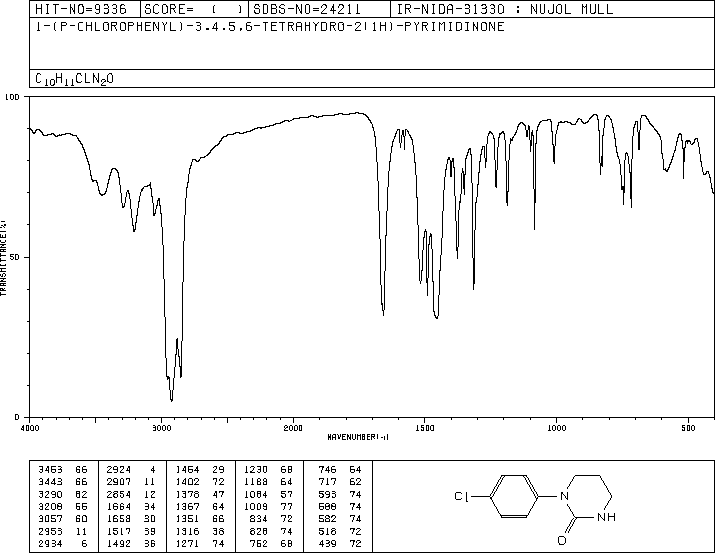 HIT-NO=9336 SCORE= ( ) SDBS-NO=24211 IR-NIDA-31330 : NUJOL MULL
1-(P-CHLOROPHENYL)-3,4,5,6-TETRAHYDRO-2(1H)-PYRIMIDINONE
C10H11CLN2O
100
50
0
TRANSMITTANCE(%)
4000 3000 2000 1500 1000 500
WAVENUMBER(-1)
3463 66 2924 4 1464 29 1230 68 746 64
3443 66 2907 11 1402 72 1188 64 717 62
3290 62 2854 12 1378 47 1084 57 593 74
3208 55 1664 34 1367 64 1009 77 588 74
3057 60 1658 30 1351 66 834 72 582 74
2953 11 1517 39 1316 38 828 74 518 72
2934 6 1492 36 1271 74 752 68 439 72
Cl N NH
O